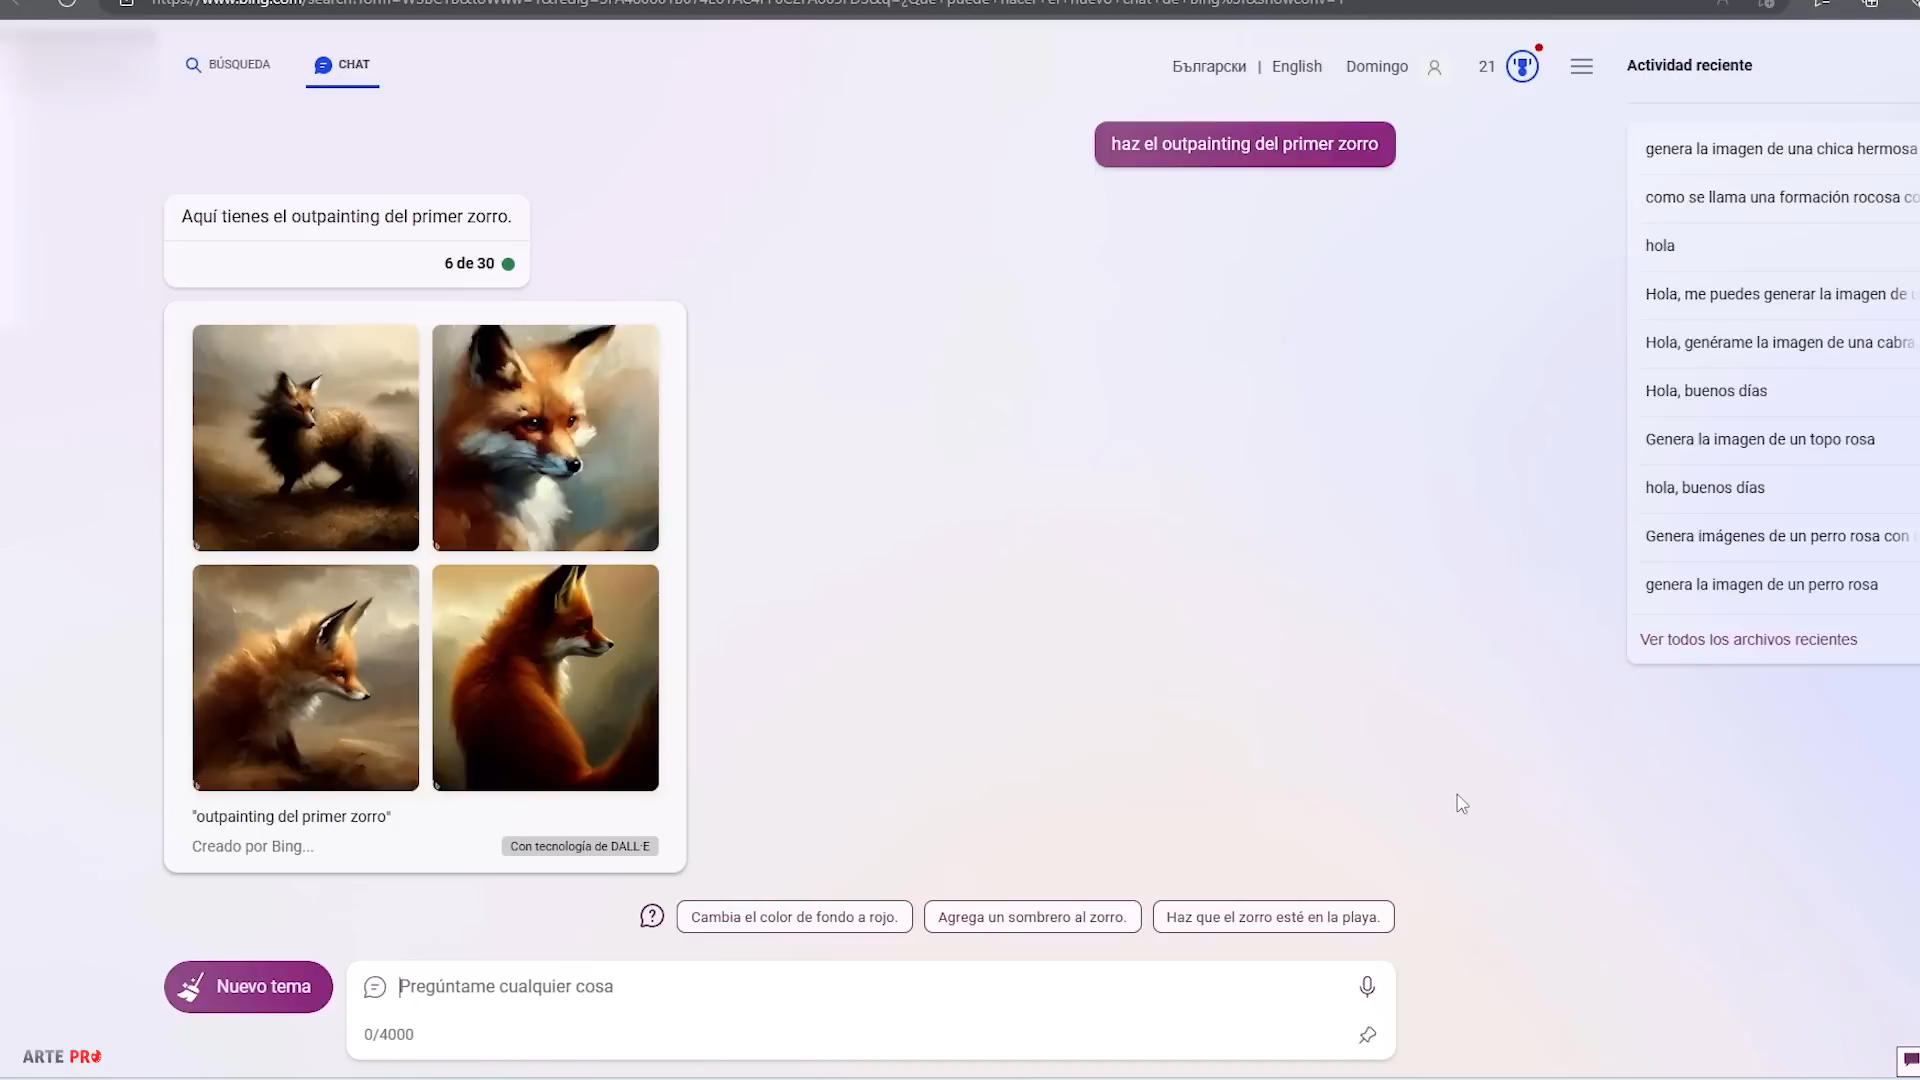 BÚSQUEDA
CHAT
Български | English
Domingo
21
Actividad reciente
haz el outpainting del primer zorro
Aquí tienes el outpainting del primer zorro.
6 de 30
"outpainting del primer zorro"
Creado por Bing...
Con tecnología de DALL·E
Cambia el color de fondo a rojo.
Agrega un sombrero al zorro.
Haz que el zorro esté en la playa.
Nuevo tema
Pregúntame cualquier cosa
0/4000
genera la imagen de una chica hermosa
como se llama una formación rocosa
hola
Hola, me puedes generar la imagen de
Hola, genérame la imagen de una cabra
Hola, buenos días
Genera la imagen de un topo rosa
hola, buenos días
Genera imágenes de un perro rosa con
genera la imagen de un perro rosa
Ver todos los archivos recientes
ARTE PRO